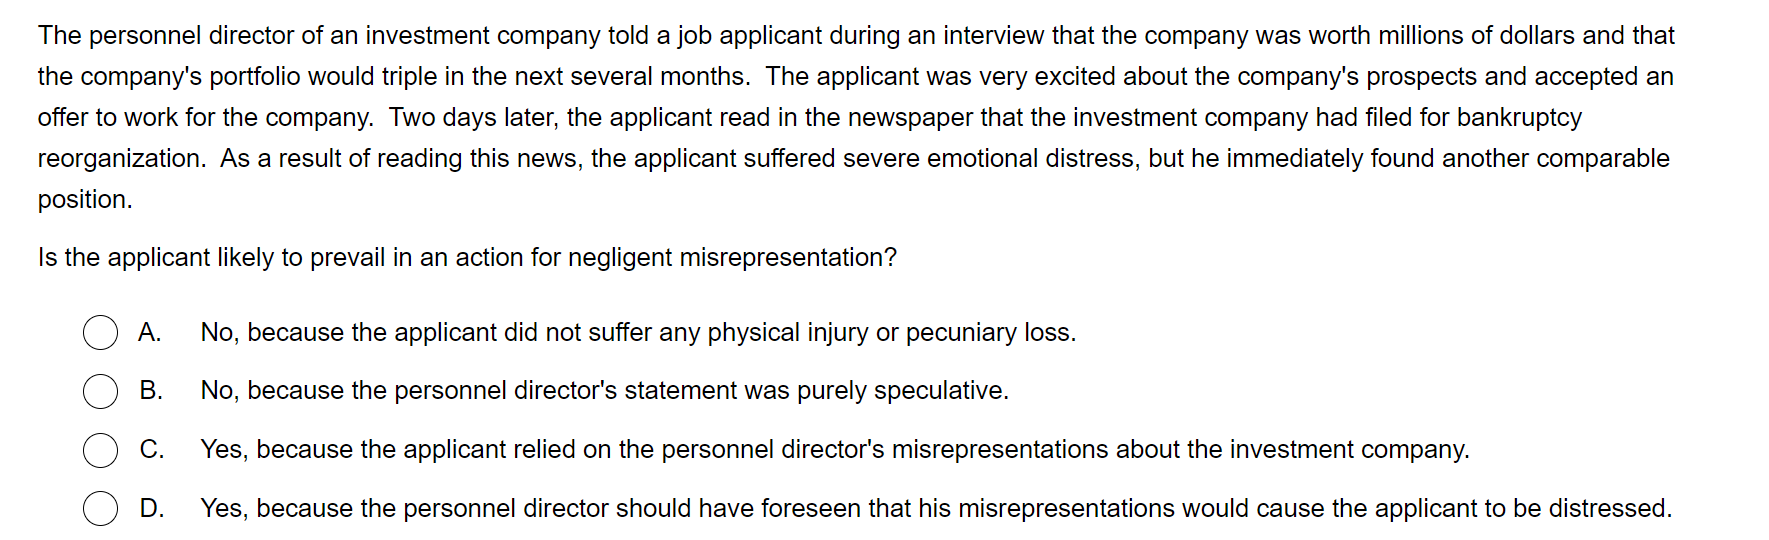 The personnel director of an investment company told a job applicant during an interview that the company was worth millions of dollars and that
the company's portfolio would triple in the next several months.  The applicant was very excited about the company's prospects and accepted an
offer to work for the company.  Two days later, the applicant read in the newspaper that the investment company had filed for bankruptcy
reorganization.  As a result of reading this news, the applicant suffered severe emotional distress, but he immediately found another comparable
position.
Is the applicant likely to prevail in an action for negligent misrepresentation?
A. No, because the applicant did not suffer any physical injury or pecuniary loss.
B. No, because the personnel director's statement was purely speculative.
C. Yes, because the applicant relied on the personnel director's misrepresentations about the investment company.
D. Yes, because the personnel director should have foreseen that his misrepresentations would cause the applicant to be distressed.